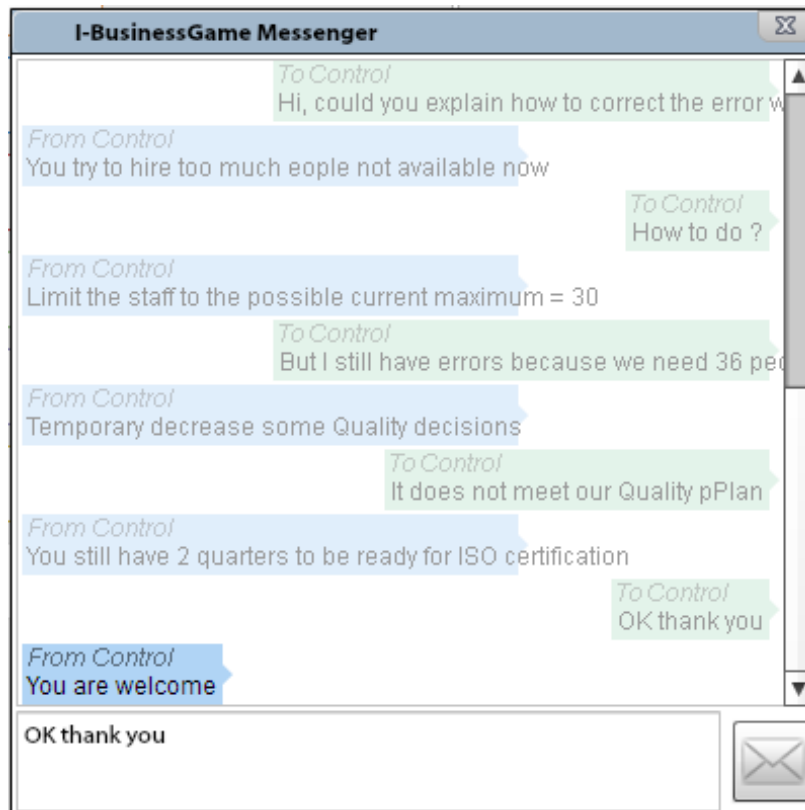 I-BusinessGame Messenger
To Control
Hi, could you explain how to correct the error
From Control
You try to hire too much eople not available now
To Control
How to do ?
From Control
Limit the staff to the possible current maximum = 30
To Control
But I still have errors because we need 36
From Control
Temporary decrease some Quality decisions
To Control
It does not meet our Quality pPlan
From Control
You still have 2 quarters to be ready for ISO certification
To Control
OK thank you
From Control
You are welcome
OK thank you